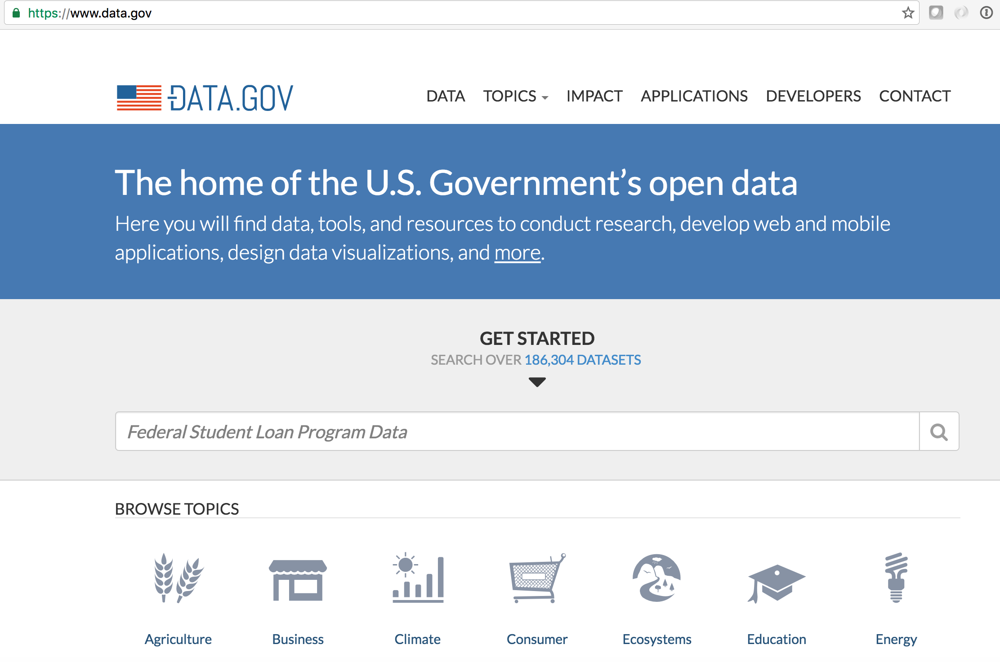 https://www.data.gov
DATA.GOV
DATA TOPICS IMPACT APPLICATIONS DEVELOPERS CONTACT
The home of the U.S. Government’s open data
Here you will find data, tools, and resources to conduct research, develop web and mobile
applications, design data visualizations, and more.
GET STARTED
SEARCH OVER 186,304 DATASETS
Federal Student Loan Program Data
BROWSE TOPICS
Agriculture Business Climate Consumer Ecosystems Education Energy